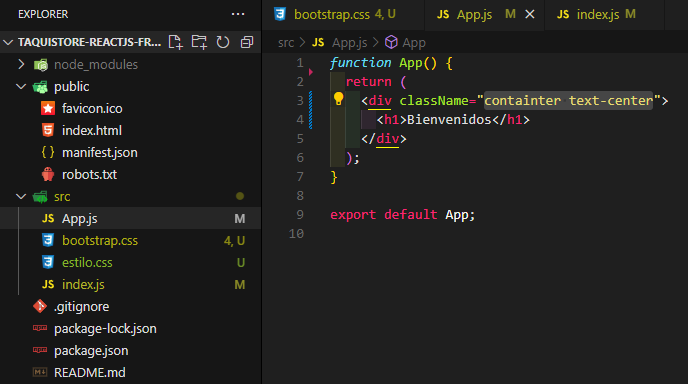 EXPLORER ...
TAQUISTORE-REACTJS-FR...
node_modules
public
favicon.ico
index.html
{ } manifest.json
robots.txt
src
JS App.js M
bootstrap.css 4, U
estilo.css U
JS index.js M
.gitignore
package-lock.json
package.json
README.md
bootstrap.css 4, U
JS App.js M
JS index.js M
src > JS App.js > App
1 function App() {
2 return (
3 <div className="containter text-center">
4 <h1>Bienvenidos</h1>
5 </div>
6 );
7 }
8
9 export default App;
10